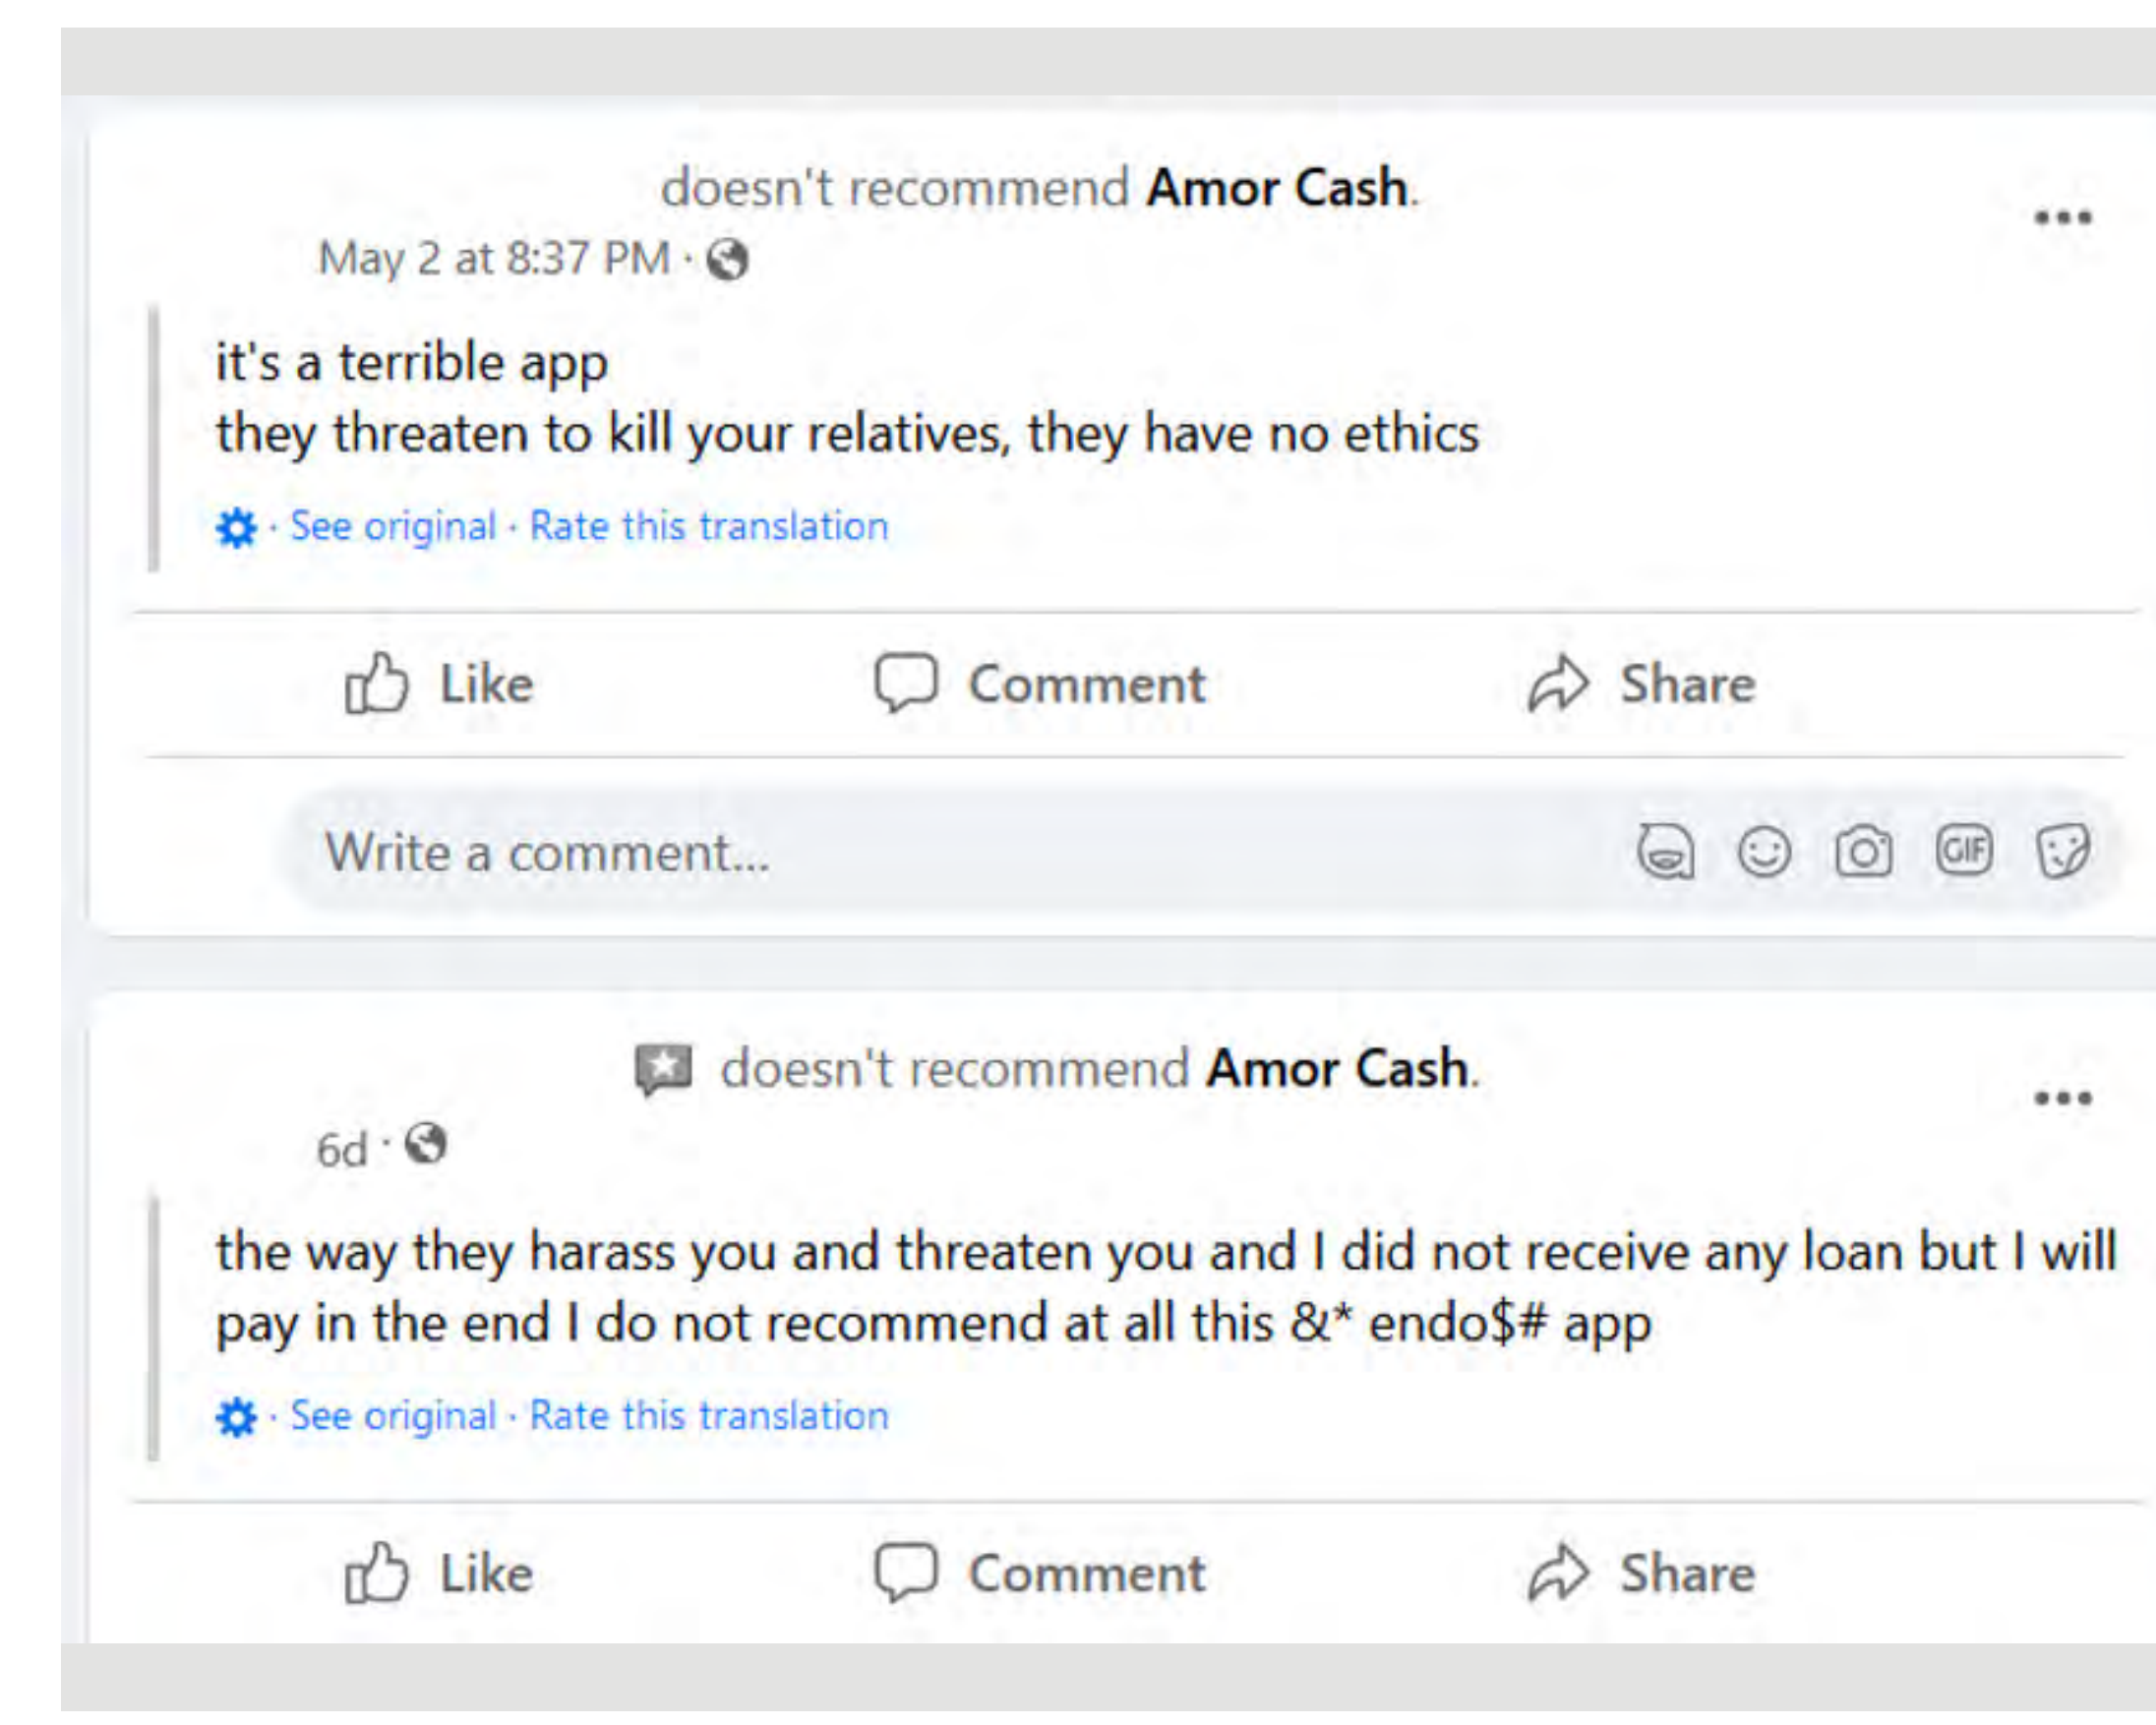 doesn't recommend Amor Cash.
May 2 at 8:37 PM ·
it's a terrible app
they threaten to kill your relatives, they have no ethics
· See original · Rate this translation
Like Comment Share
Write a comment... GIF
doesn't recommend Amor Cash.
6d ·
the way they harass you and threaten you and I did not receive any loan but I will
pay in the end I do not recommend at all this &* endo$# app
· See original · Rate this translation
Like Comment Share